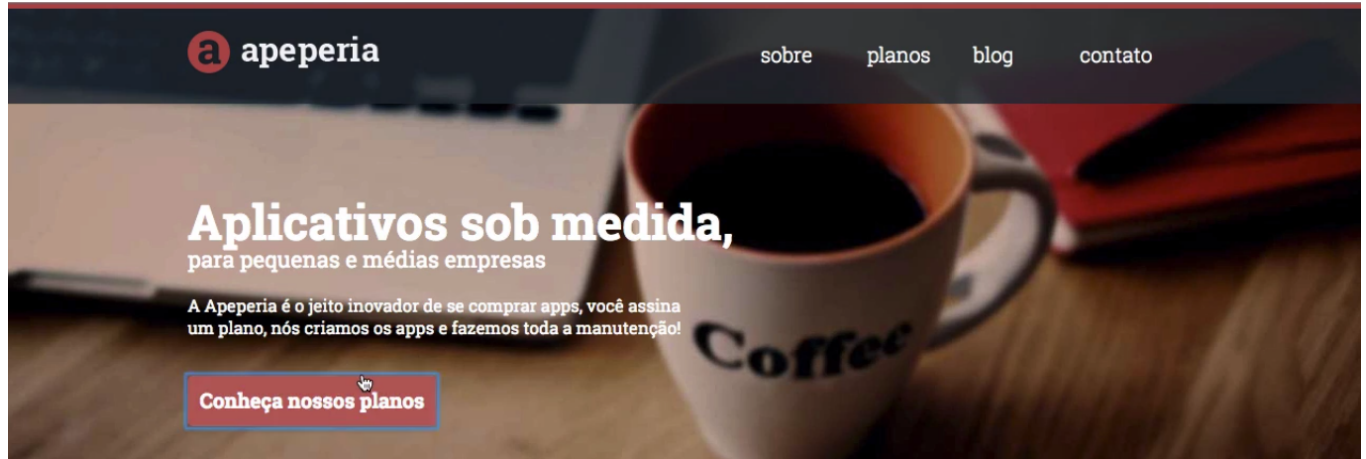 a apeperia
sobre planos blog contato
Aplicativos sob medida,
para pequenas e médias empresas
A Apeperia é o jeito inovador de se comprar apps, você assina
um plano, nós criamos os apps e fazemos toda a manutenção!
Coffee
Conheça nossos planos